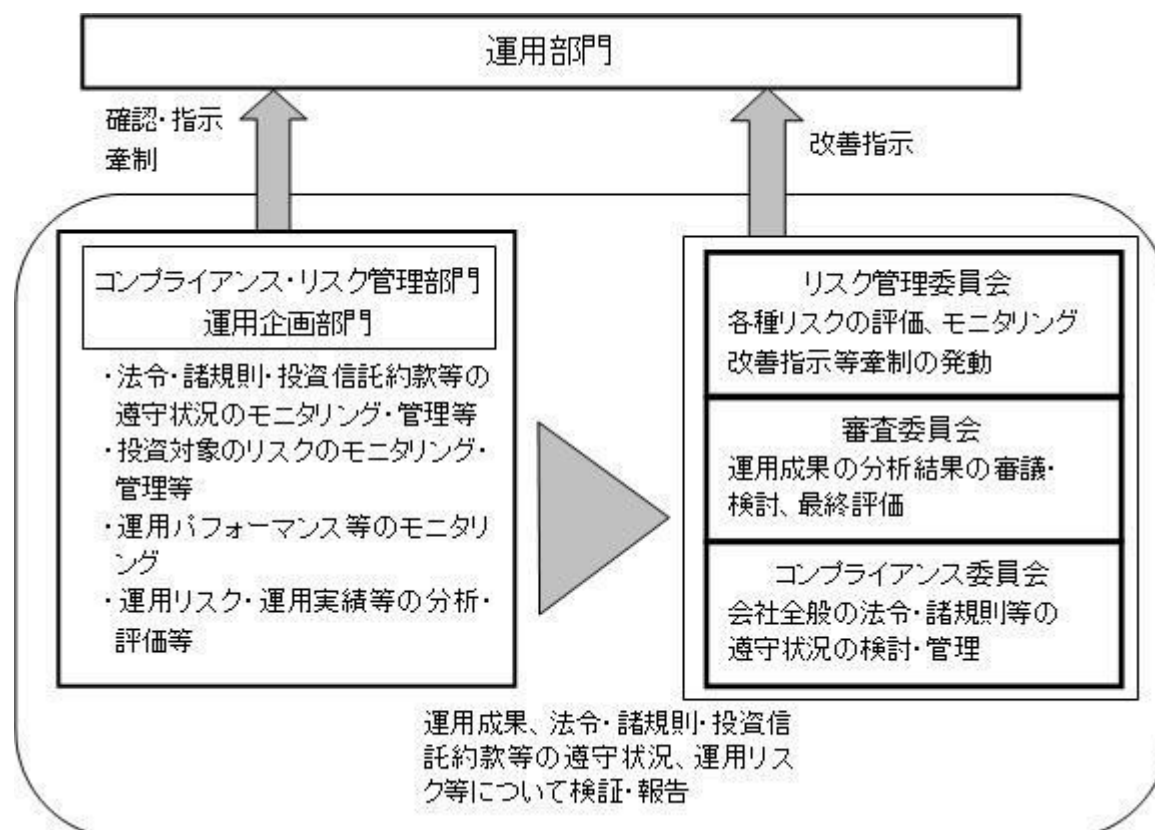 運用部門
確認・指示
牽制
改善指示
コンプライアンス・リスク管理部門
運用企画部門
・法令・諸規則・投資信託約款等の
遵守状況のモニタリング・管理等
・投資対象のリスクのモニタリング・
管理等
・運用パフォーマンス等のモニタリ
ング
・運用リスク・運用実績等の分析・
評価等
リスク管理委員会
各種リスクの評価、モニタリング
改善指示等牽制の発動
審査委員会
運用成果の分析結果の審議・
検討、最終評価
コンプライアンス委員会
会社全般の法令・諸規則等の
遵守状況の検討・管理
運用成果、法令・諸規則・投資信
託約款等の遵守状況、運用リス
ク等について検証・報告